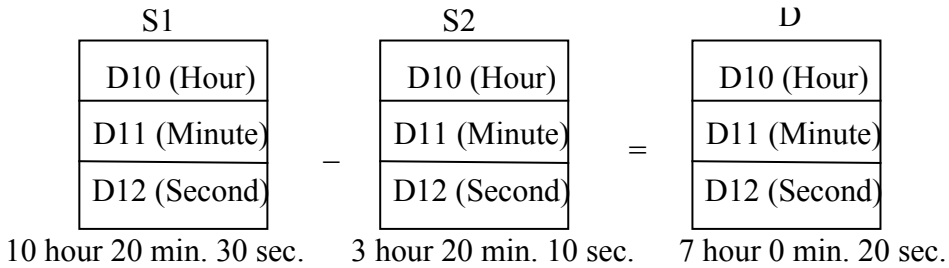 S1 S2 D
D10 (Hour) D10 (Hour) D10 (Hour)
D11 (Minute) D11 (Minute) D11 (Minute)
– =
D12 (Second) D12 (Second) D12 (Second)
10 hour 20 min. 30 sec. 3 hour 20 min. 10 sec. 7 hour 0 min. 20 sec.